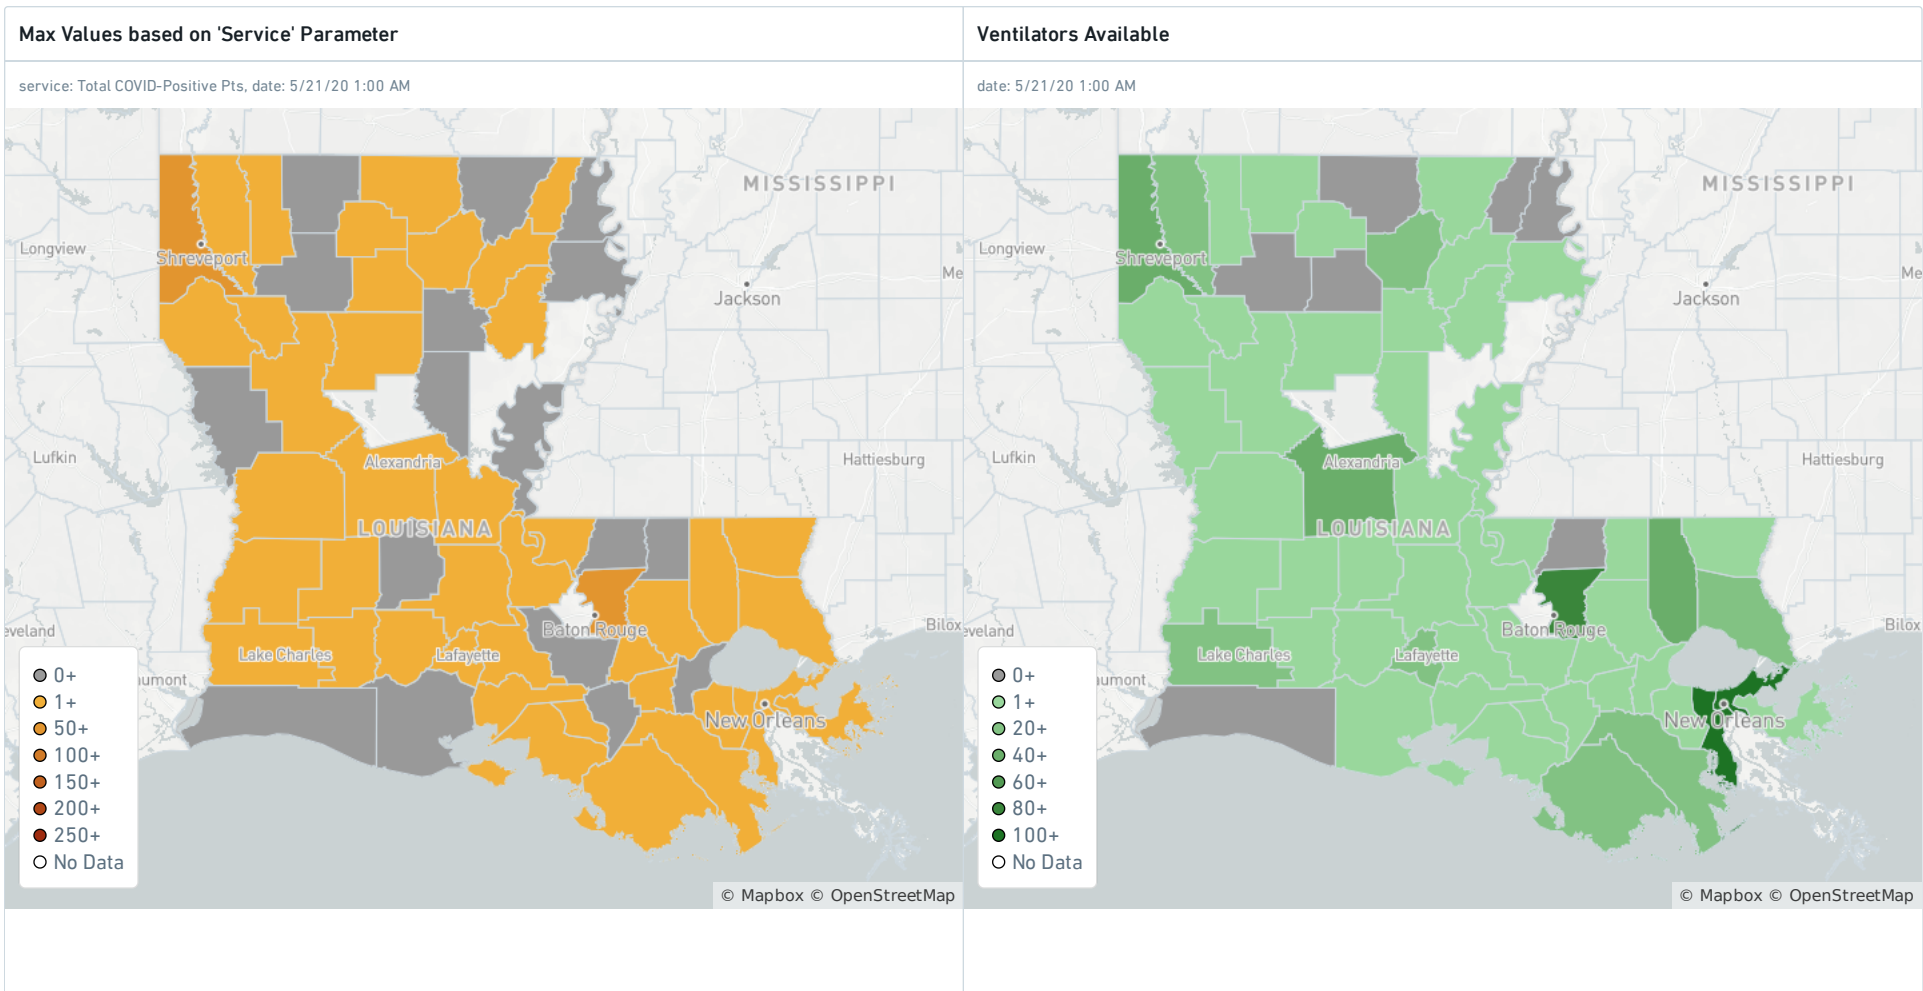 Max Values based on 'Service' Parameter
service: Total COVID-Positive Pts, date: 5/21/20 1:00 AM
MISSISSIPPI
Longview
Shreveport
Me
Jackson
Lufkin
Alexandria
Hattiesburg
LOUISIANA
eveland
Baton Rouge
Bilox
Lake Charles
Lafayette
aumont
New Orleans
0+
1+
50+
100+
150+
200+
250+
No Data
© Mapbox © OpenStreetMap
Ventilators Available
date: 5/21/20 1:00 AM
MISSISSIPPI
Longview
Shreveport
Me
Jackson
Lufkin
Alexandria
Hattiesburg
LOUISIANA
eveland
Baton Rouge
Bilox
Lake Charles
Lafayette
aumont
New Orleans
0+
1+
20+
40+
60+
80+
100+
No Data
© Mapbox © OpenStreetMap